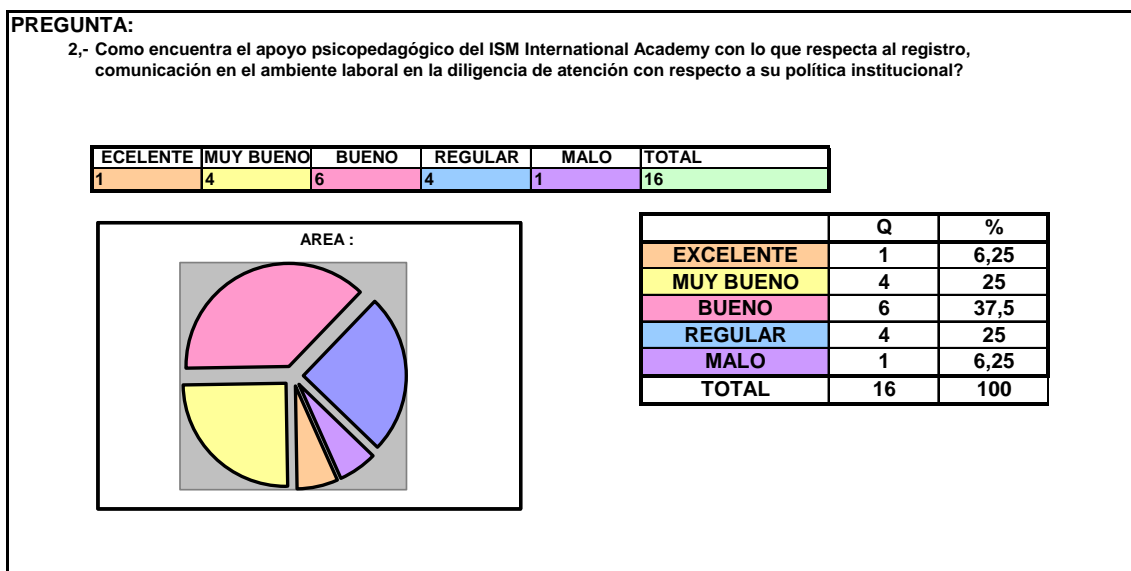 PREGUNTA:
2,- Como encuentra el apoyo psicopedagógico del ISM International Academy con lo que respecta al registro,
comunicación en el ambiente laboral en la diligencia de atención con respecto a su política institucional?
ECELENTE MUY BUENO BUENO REGULAR MALO TOTAL
1 4 6 4 1 16
AREA :
Q %
EXCELENTE 1 6,25
MUY BUENO 4 25
BUENO 6 37,5
REGULAR 4 25
MALO 1 6,25
TOTAL 16 100